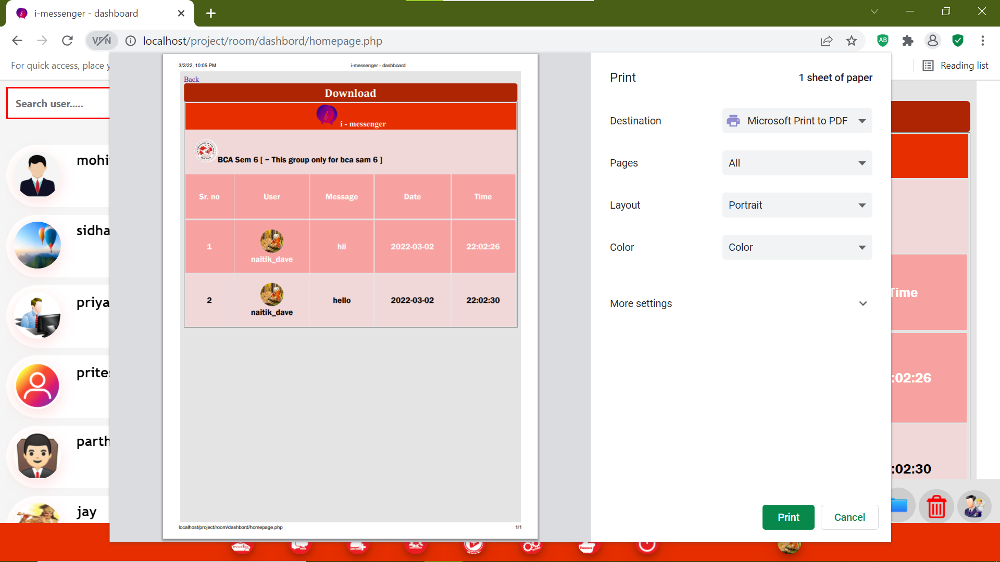 i-messenger - dashboard
VPN
localhost/project/room/dashbord/homepage.php
AB
For quick access, place
Reading list
Search user.....
mohi
sidha
priya
prite
parth
jay
3/2/22, 10:05 PM
i-messenger - dashboard
Back
Download
i
i - messenger
BCA Sem 6 [ ~ This group only for bca sam 6 ]
Sr. no User Message Date Time
1 naitik_dave hii 2022-03-02 22:02:26
2 naitik_dave hello 2022-03-02 22:02:30
localhost/project/room/dashbord/homepage.php
1/1
Print
1 sheet of paper
Destination
Microsoft Print to PDF
Pages
All
Layout
Portrait
Color
Color
More settings
Print
Cancel
Time
:02:26
:02:30